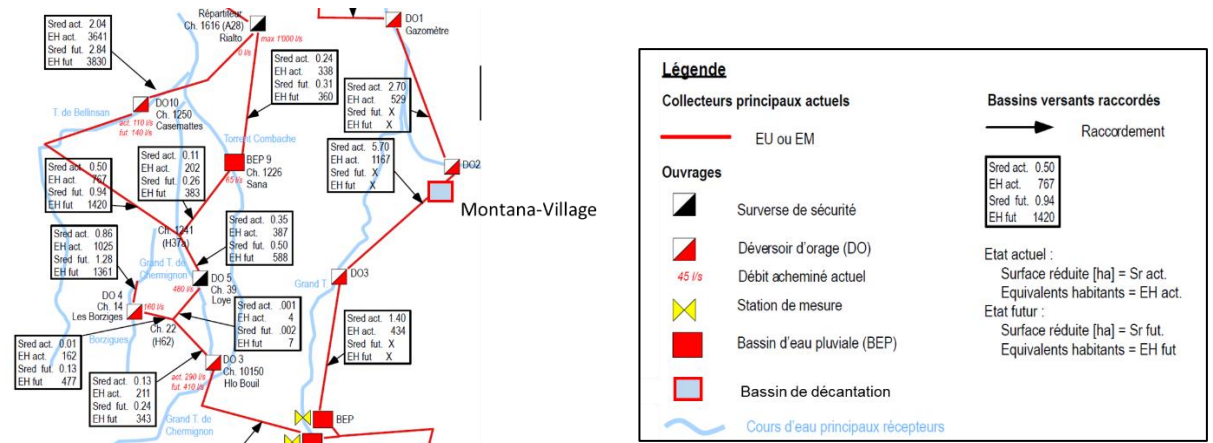 Répartiteur
Ch. 1616 (A28)
Rialto
max 1'000 l/s
0 l/s
Sred act. 2.04
EH act. 3641
Sred fut. 2.84
EH fut 3830
DO1
Gazomètre
Sred act. 0.24
EH act. 338
Sred fut. 0.31
EH fut 360
Sred act. 2.70
EH act. 529
Sred fut. X
EH fut X
T. de Bellinsan
DO10
Ch. 1250
Casernattes
act. 110 l/s
fut. 140 l/s
Torrent Combache
BEP 9
Ch. 1226
Sana
65 l/s
Sred act. 5.70
EH act. 1167
Sred fut. X
EH fut X
DO2
Montana-Village
Sred act. 0.50
EH act. 767
Sred fut. 0.94
EH fut 1420
Sred act. 0.11
EH act. 202
Sred fut. 0.26
EH fut 383
Ch. 1241
(H37a)
Sred act. 0.35
EH act. 387
Sred fut. 0.50
EH fut 588
Sred act. 0.86
EH act. 1025
Sred fut. 1.28
EH fut 1361
Grand T. de
Chermignon
DO 5
Ch. 39
Loye
480 l/s
Grand T.
DO3
DO 4
Ch. 14
Les Borziges
160 l/s
Borzigues
Ch. 22
(H62)
Sred act. .001
EH act. 4
Sred fut. .002
EH fut 7
Sred act. 1.40
EH act. 434
Sred fut. X
EH fut X
Sred act. 0.01
EH act. 162
Sred fut. 0.13
EH fut 477
Sred act. 0.13
EH act. 211
Sred fut. 0.24
EH fut 343
act. 290 l/s
fut. 410 l/s
DO 3
Ch. 10150
Hlo Bouil
Grand T. de
Chermignon
BEP
Légende
Collecteurs principaux actuels
EU ou EM
Ouvrages
Surverse de sécurité
Déversoir d'orage (DO)
45 l/s Débit acheminé actuel
Station de mesure
Bassin d'eau pluviale (BEP)
Bassin de décantation
Cours d'eau principaux récepteurs
Bassins versants raccordés
Raccordement
Sred act. 0.50
EH act. 767
Sred fut. 0.94
EH fut 1420
Etat actuel :
Surface réduite [ha] = Sr act.
Equivalents habitants = EH act.
Etat futur :
Surface réduite [ha] = Sr fut.
Equivalents habitants = EH fut